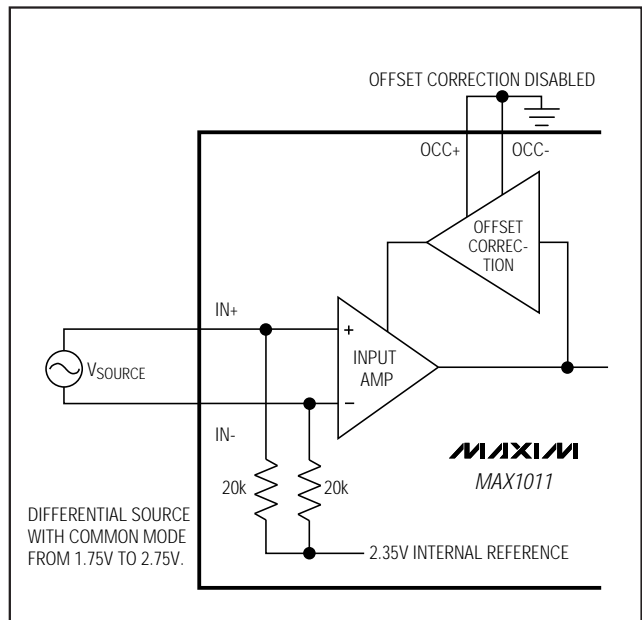 OFFSET CORRECTION DISABLED
OCC+
OCC-
OFFSET
CORREC-
TION
IN+
+
INPUT
AMP
VSOURCE
−
IN-
MAXIM
MAX1011
20k
20k
DIFFERENTIAL SOURCE
WITH COMMON MODE
FROM 1.75V TO 2.75V.
2.35V INTERNAL REFERENCE